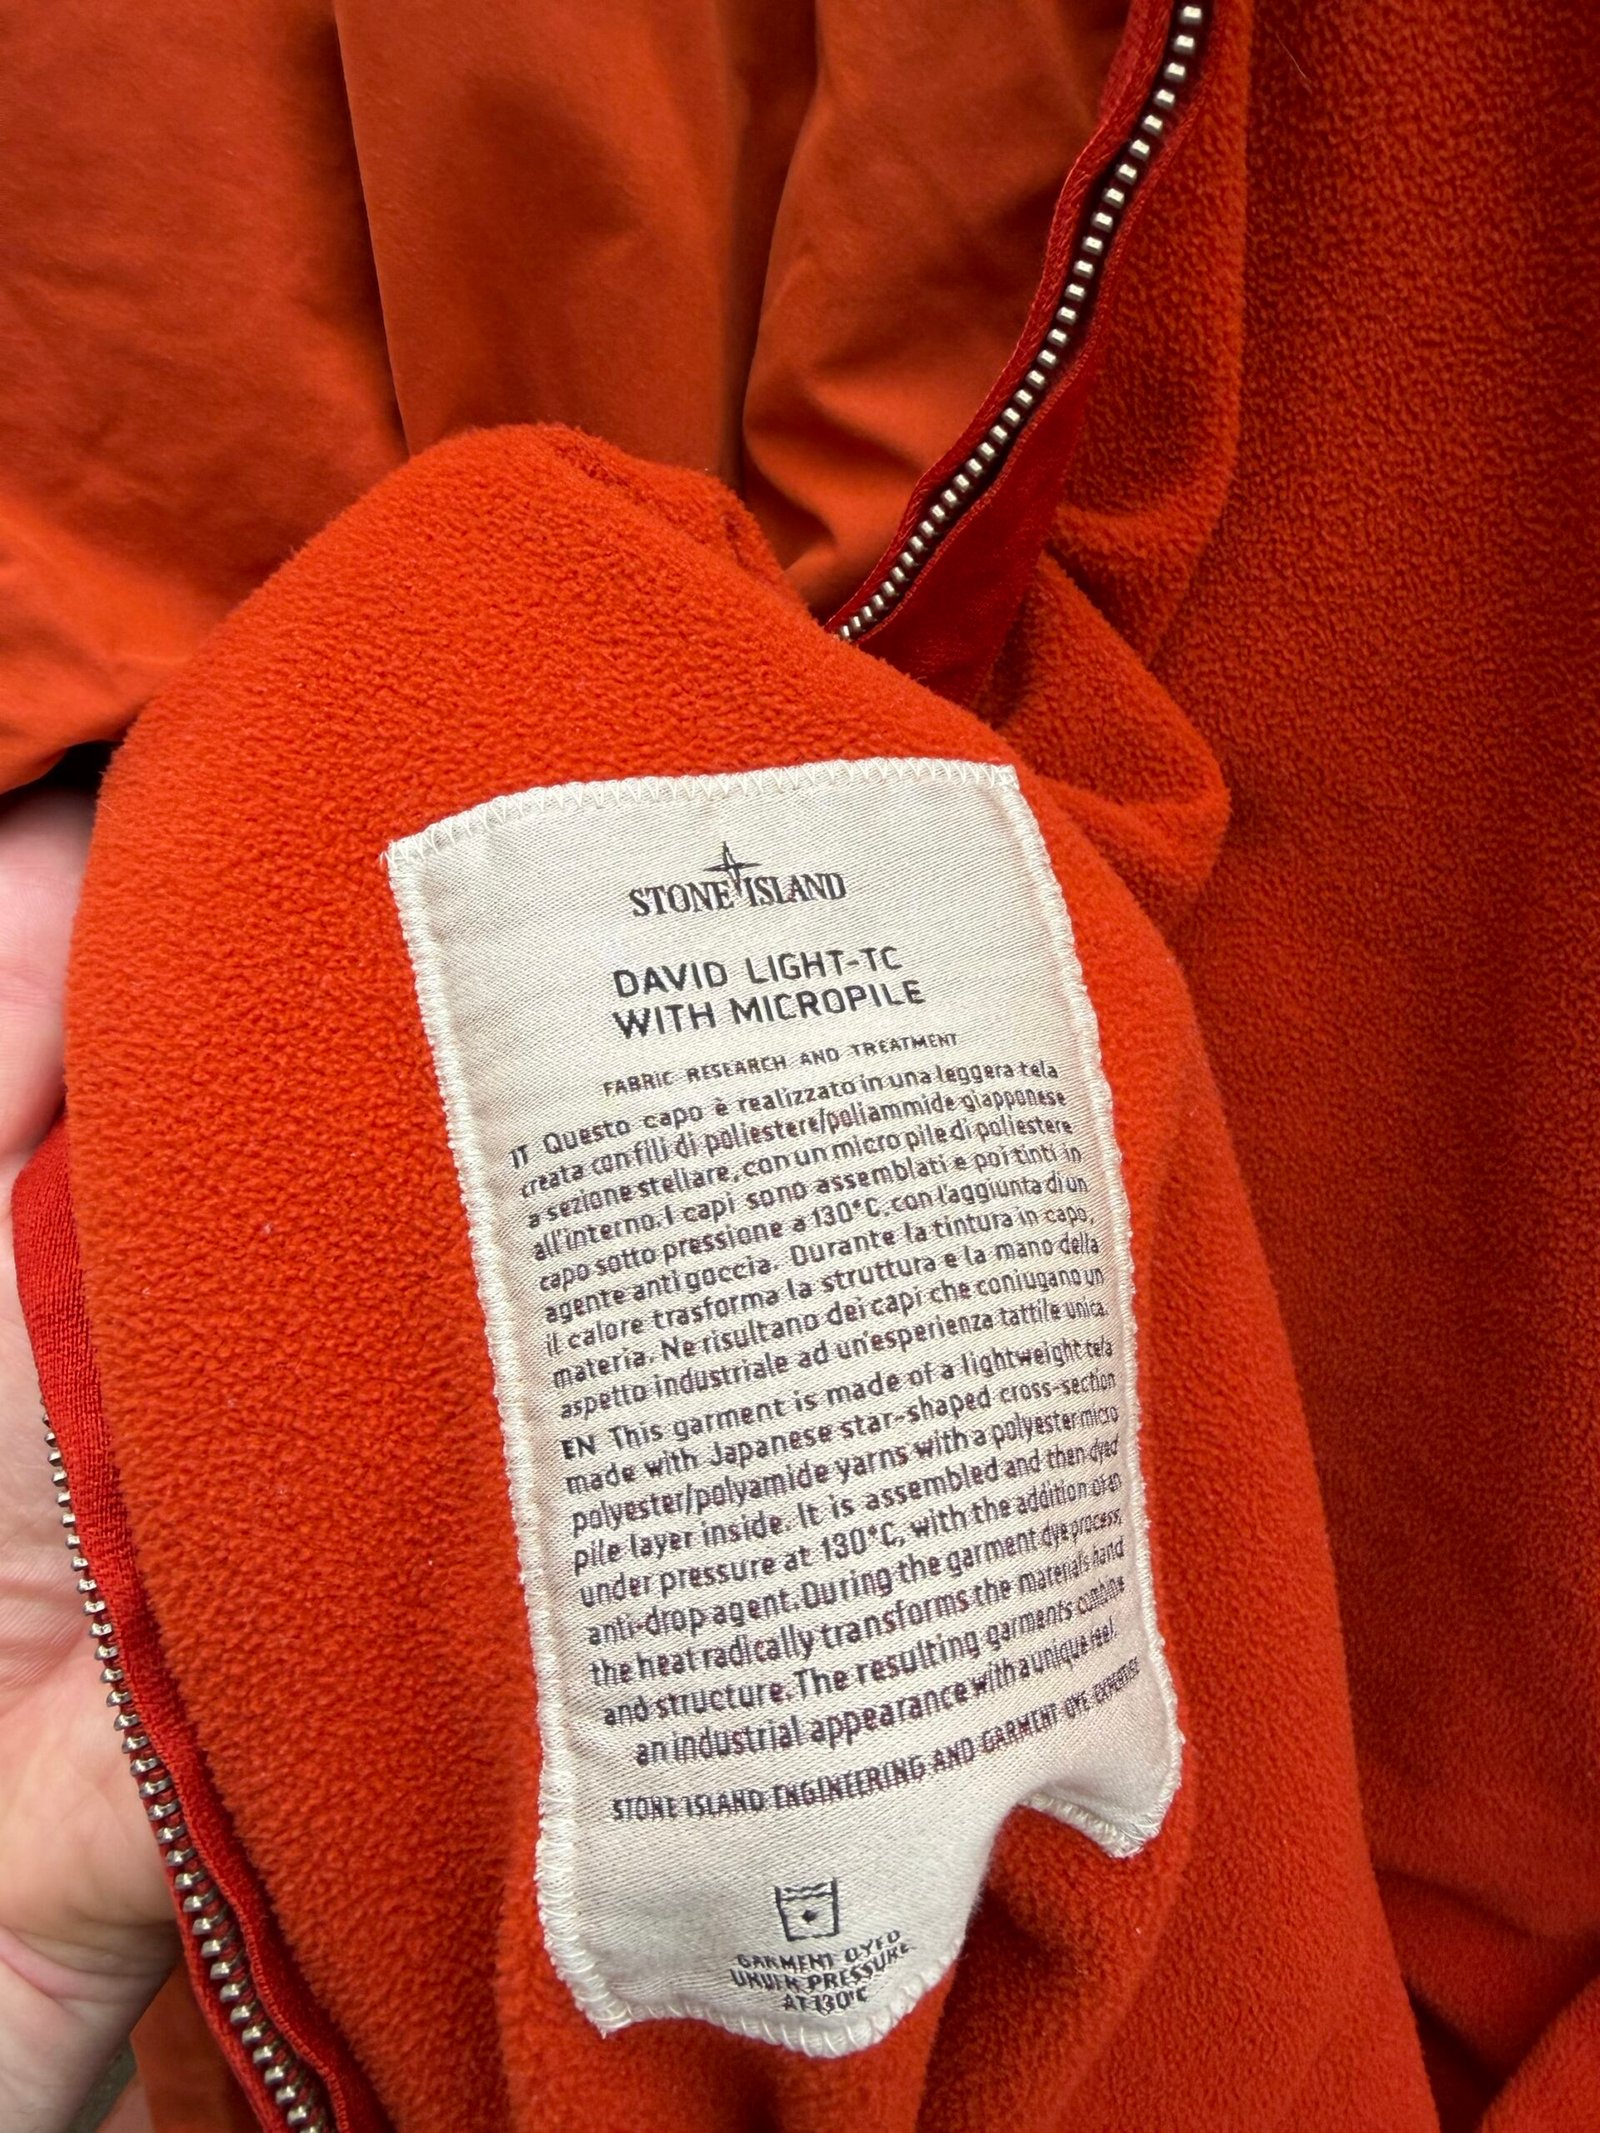 STONE ISLAND
DAVID LIGHT-TC
WITH MICROPILE
FABRIC RESEARCH AND TREATMENT
IT Questo capo è realizzato in una leggera tela
creata con fili di poliestere/poliammide giapponese
a sezione stellare, con un micro pile di poliestere
all'interno. I capi sono assemblati e poi tinti in
capo sotto pressione a 130°C, con l'aggiunta di un
agente anti goccia. Durante la tintura in capo,
il calore trasforma la struttura e la mano della
materia. Ne risultano dei capi che coniugano un
aspetto industriale ad un'esperienza tattile unica.
EN This garment is made of a lightweight tela
made with Japanese star-shaped cross-section
polyester/polyamide yarns with a polyester micro
pile layer inside. It is assembled and then dyed
under pressure at 130°C, with the addition of an
anti-drop agent. During the garment dye process,
the heat radically transforms the material's hand
and structure. The resulting garments combine
an industrial appearance with a unique feel.
STONE ISLAND ENGINEERING AND GARMENT DYE EXPERTISE
GARMENT DYED
UNDER PRESSURE
AT 130°C